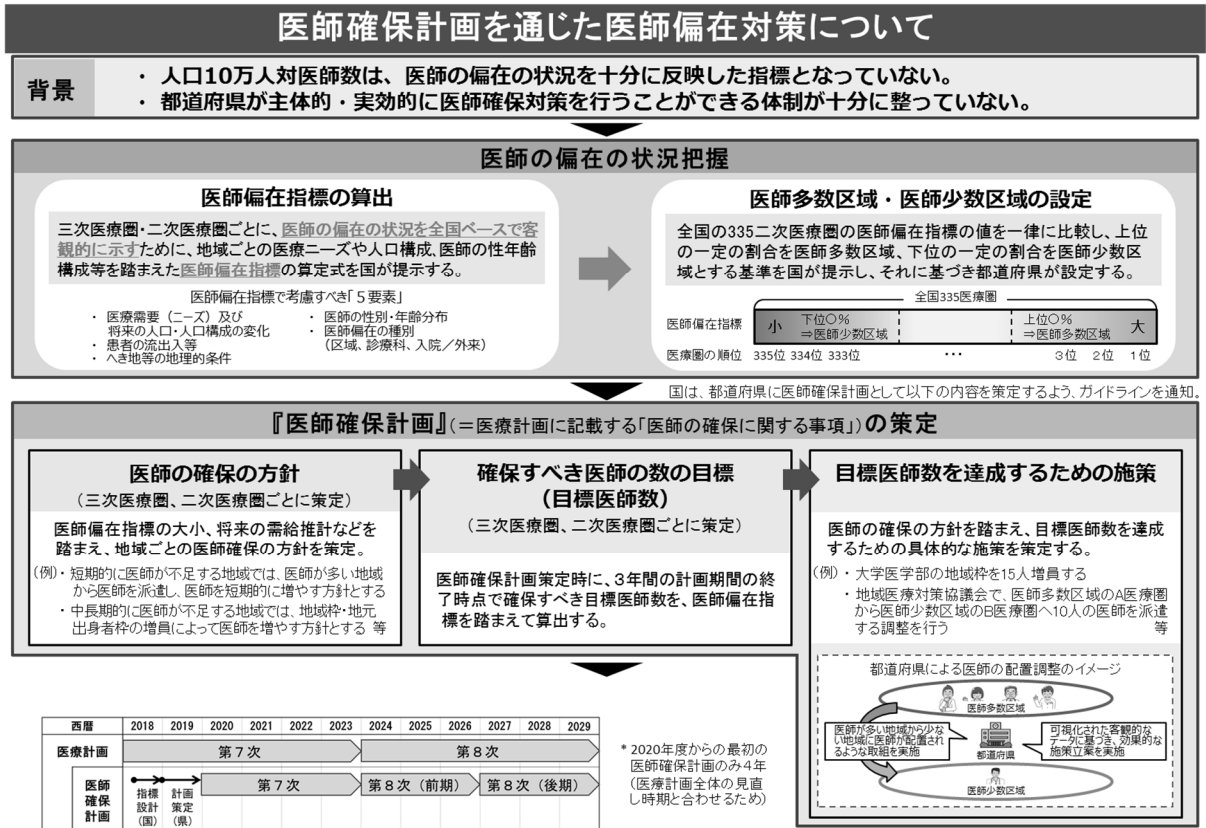 医師確保計画を通じた医師偏在対策について
背景
・ 人口10万人対医師数は、医師の偏在の状況を十分に反映した指標となっていない。
・ 都道府県が主体的・実効的に医師確保対策を行うことができる体制が十分に整っていない。
医師の偏在の状況把握
医師偏在指標の算出
三次医療圏・二次医療圏ごとに、医師の偏在の状況を全国ベースで客
観的に示すために、地域ごとの医療ニーズや人口構成、医師の性年齢
構成等を踏まえた医師偏在指標の算定式を国が提示する。
医師偏在指標で考慮すべき「５要素」
・ 医療需要（ニーズ）及び
将来の人口・人口構成の変化
・ 患者の流出入等
・ へき地等の地理的条件
・ 医師の性別・年齢分布
・ 医師偏在の種別
（区域、診療科、入院／外来）
医師多数区域・医師少数区域の設定
全国の335二次医療圏の医師偏在指標の値を一律に比較し、上位
の一定の割合を医師多数区域、下位の一定の割合を医師少数区
域とする基準を国が提示し、それに基づき都道府県が設定する。
全国335医療圏
医師偏在指標
小
下位○％
⇒医師少数区域
上位○％
⇒医師多数区域
大
医療圏の順位 335位 334位 333位 ･･･ ３位 ２位 １位
国は、都道府県に医師確保計画として以下の内容を策定するよう、ガイドラインを通知。
『医師確保計画』（＝医療計画に記載する「医師の確保に関する事項」）の策定
医師の確保の方針
（三次医療圏、二次医療圏ごとに策定）
医師偏在指標の大小、将来の需給推計などを
踏まえ、地域ごとの医師確保の方針を策定。
（例）・ 短期的に医師が不足する地域では、医師が多い地域
から医師を派遣し、医師を短期的に増やす方針とする
・ 中長期的に医師が不足する地域では、地域枠・地元
出身者枠の増員によって医師を増やす方針とする 等
確保すべき医師の数の目標
（目標医師数）
（三次医療圏、二次医療圏ごとに策定）
医師確保計画策定時に、３年間の計画期間の終
了時点で確保すべき目標医師数を、医師偏在指
標を踏まえて算出する。
目標医師数を達成するための施策
医師の確保の方針を踏まえ、目標医師数を達成
するための具体的な施策を策定する。
（例）・ 大学医学部の地域枠を15人増員する
・ 地域医療対策協議会で、医師多数区域のA医療圏
から医師少数区域のB医療圏へ10人の医師を派遣
する調整を行う 等
都道府県による医師の配置調整のイメージ
医師多数区域
医師が多い地域から少な
い地域に医師が配置され
るような取組を実施
都道府県
可視化された客観的な
データに基づき、効果的な
施策立案を実施
医師少数区域
西暦 2018 2019 2020 2021 2022 2023 2024 2025 2026 2027 2028 2029
医療計画 第７次 第８次
医師
確保
計画
指標
設計
（国）
計画
策定
（県）
第７次 第８次（前期） 第８次（後期）
* 2020年度からの最初の
医師確保計画のみ４年
（医療計画全体の見直
し時期と合わせるため）